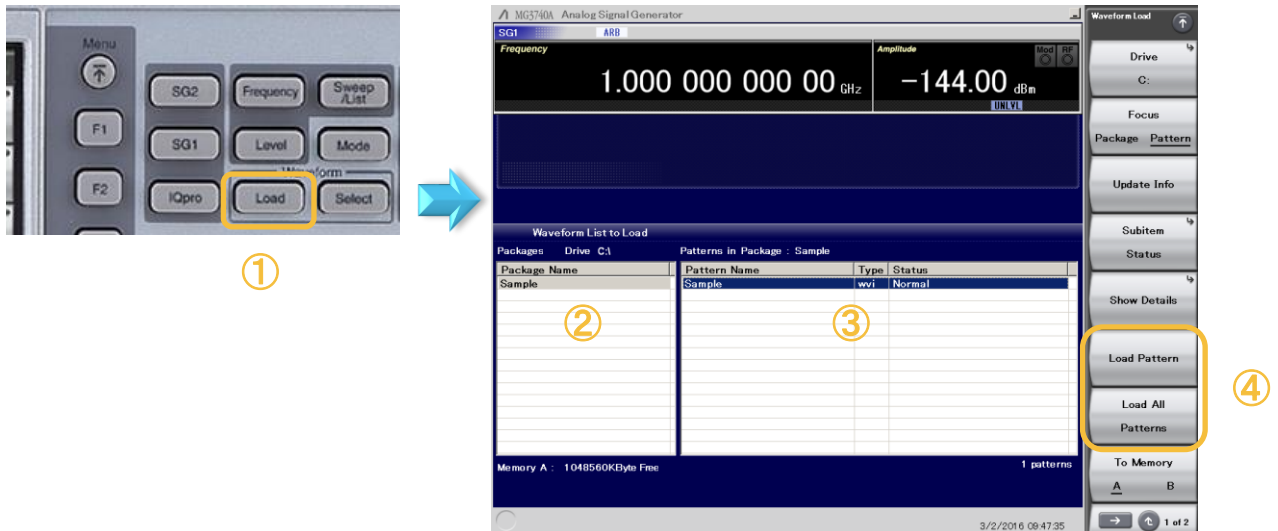 Menu
F1
F2
SG2
Frequency
Sweep
/List
SG1
Level
Mode
Waveform
IQpro
Load
Select
①
MG3740A Analog Signal Generator
SG1
ARB
Frequency
1.000 000 000 00 GHz
Amplitude
Mod
RF
-144.00 dBm
UNLVL
Waveform List to Load
Packages Drive C:\
Patterns in Package : Sample
Package Name
Pattern Name Type Status
Sample
Sample wvi Normal
②
③
Memory A : 1048560KByte Free
1 patterns
3/2/2016 09:47:35
Waveform Load
Drive
C:
Focus
Package Pattern
Update Info
Subitem
Status
Show Details
Load Pattern
Load All
Patterns
④
To Memory
A B
1 of 2